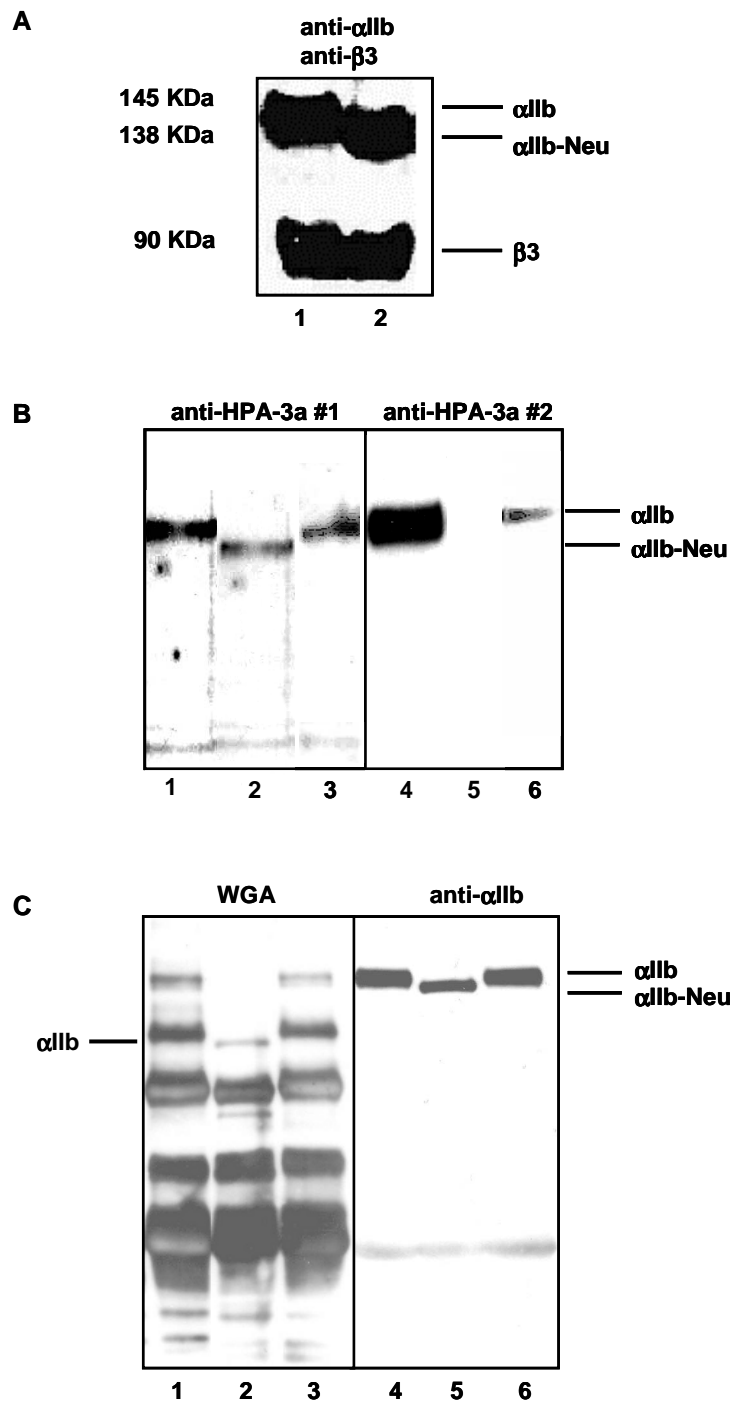 A
anti-αIIb
anti-β3
145 KDa
αIIb
138 KDa
αIIb-Neu
90 KDa
β3
1 2
B
anti-HPA-3a #1 anti-HPA-3a #2
αIIb
αIIb-Neu
1 2 3 4 5 6
C
WGA anti-αIIb
αIIb
αIIb-Neu
αIIb
1 2 3 4 5 6